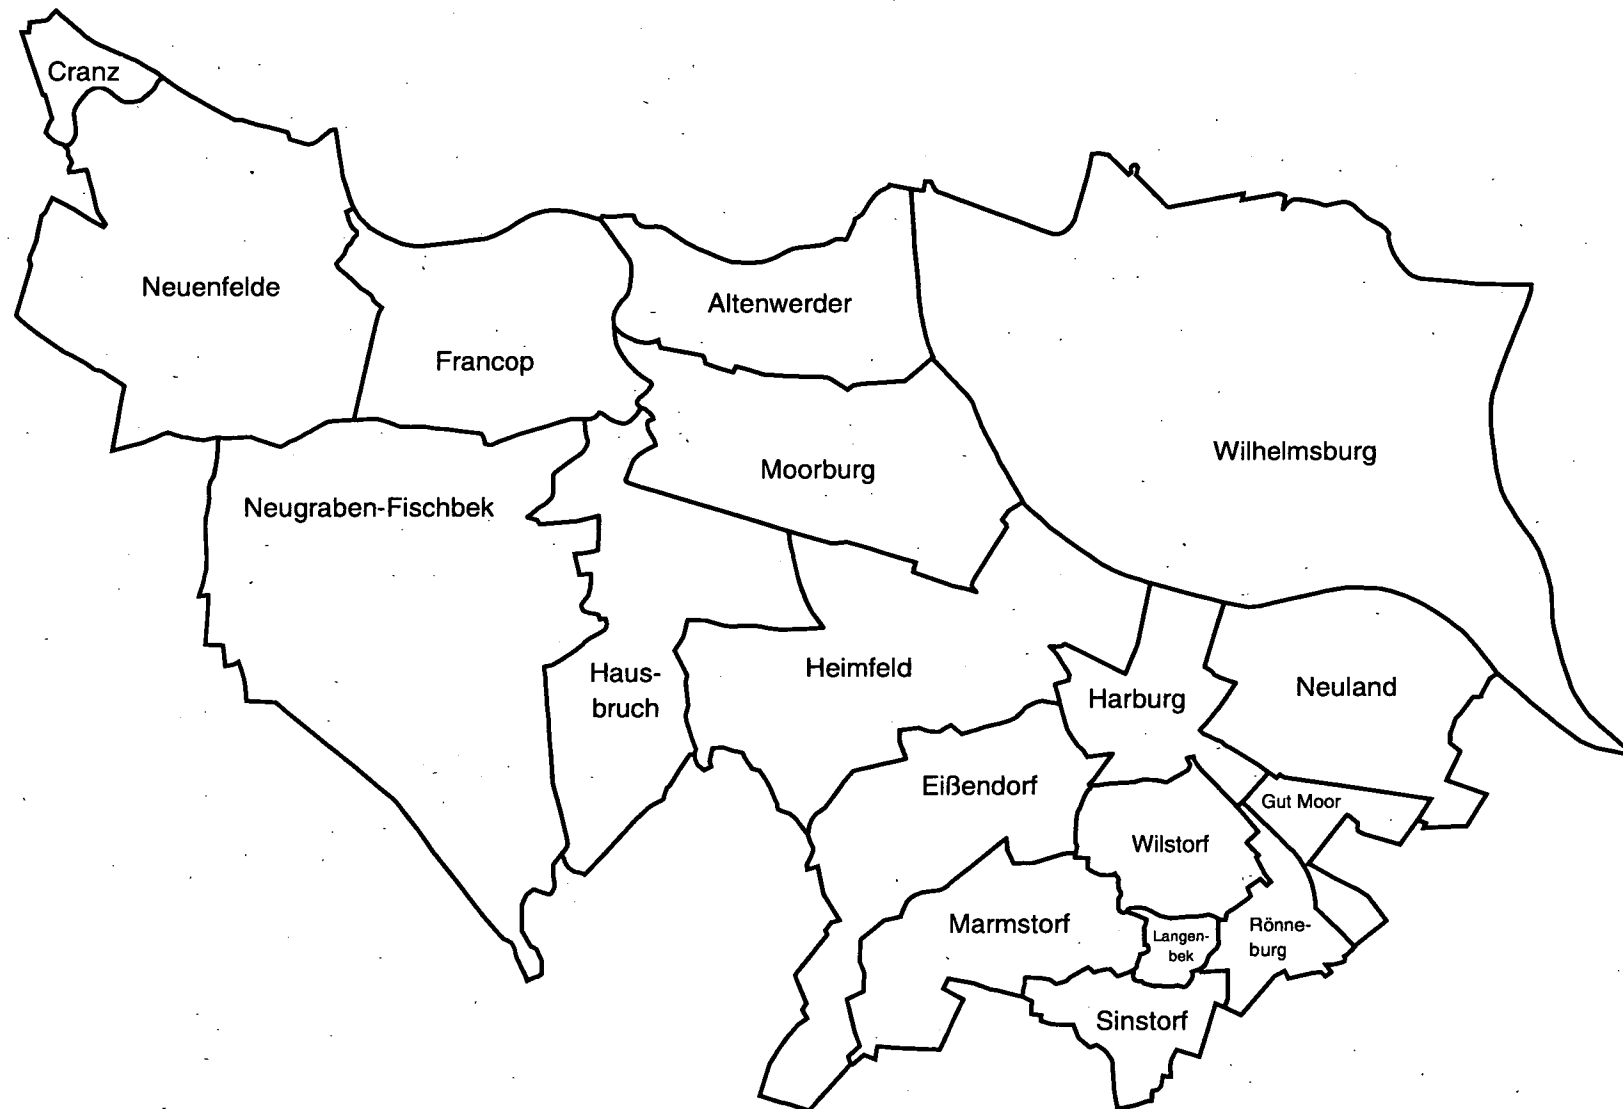 Cranz
Neuenfelde
Altenwerder
Francop
Wilhelmsburg
Moorburg
Neugraben-Fischbek
Haus-
bruch
Heimfeld
Harburg
Neuland
Eißendorf
Gut Moor
Wilstorf
Marmstorf
Langen-
bek
Rönne-
burg
Sinstorf